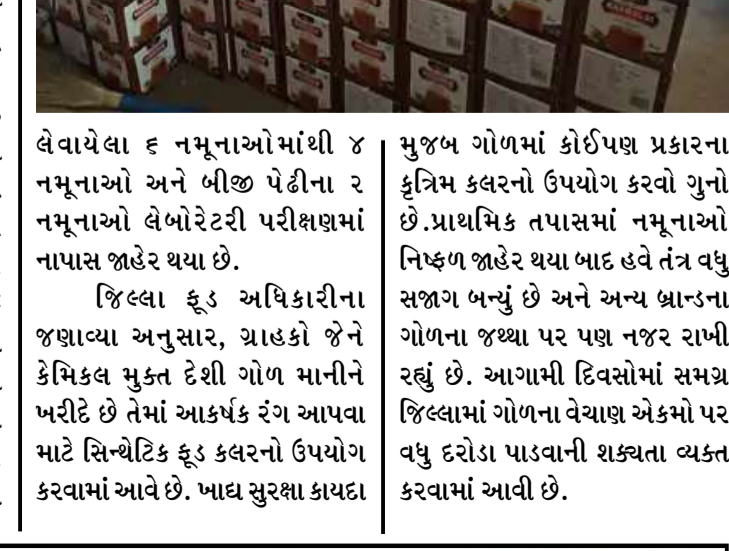 લેવાયેલા ૬ નમૂનાઓમાંથી ૪
નમૂનાઓ અને બીજી પેઢીના ૨
નમૂનાઓ લેબોરેટરી પરીક્ષણમાં
નાપાસ જાહેર થયા છે.
જિલ્લા ફૂડ અધિકારીના
જણાવ્યા અનુસાર, ગ્રાહકો જેને
કેમિકલ મુક્ત દેશી ગોળ માનીને
ખરીદે છે તેમાં આકર્ષક રંગ આપવા
માટે સિન્થેટિક ફૂડ કલરનો ઉપયોગ
કરવામાં આવે છે. ખાદ્ય સુરક્ષા કાયદા
મુજબ ગોળમાં કોઈપણ પ્રકારના
કૃત્રિમ કલરનો ઉપયોગ કરવો ગુનો
છે.પ્રાથમિક તપાસમાં નમૂનાઓ
નિષ્ફળ જાહેર થયા બાદ હવે તંત્ર વધુ
સજાગ બન્યું છે અને અન્ય બ્રાન્ડના
ગોળના જથ્થા પર પણ નજર રાખી
રહ્યું છે. આગામી દિવસોમાં સમગ્ર
જિલ્લામાં ગોળના વેચાણ એકમો પર
વધુ દરોડા પાડવાની શક્યતા વ્યક્ત
કરવામાં આવી છે.